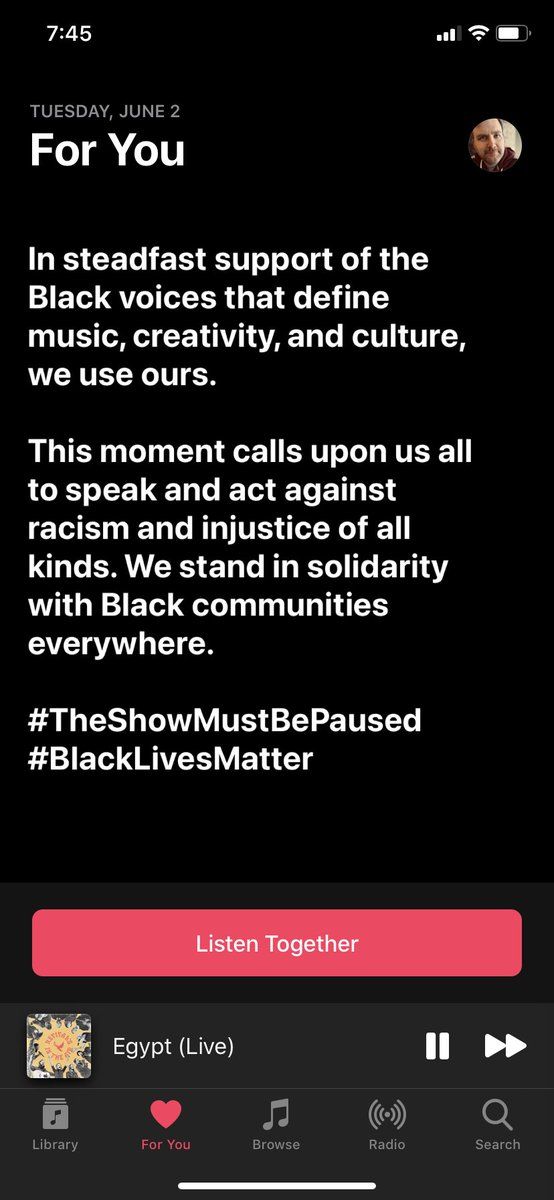 7:45
TUESDAY, JUNE 2
For You
In steadfast support of the
Black voices that define
music, creativity, and culture,
we use ours.
This moment calls upon us all
to speak and act against
racism and injustice of all
kinds. We stand in solidarity
with Black communities
everywhere.
#TheShowMustBePaused
#BlackLivesMatter
Listen Together
Egypt (Live)
Library
For You
Browse
Radio
Search